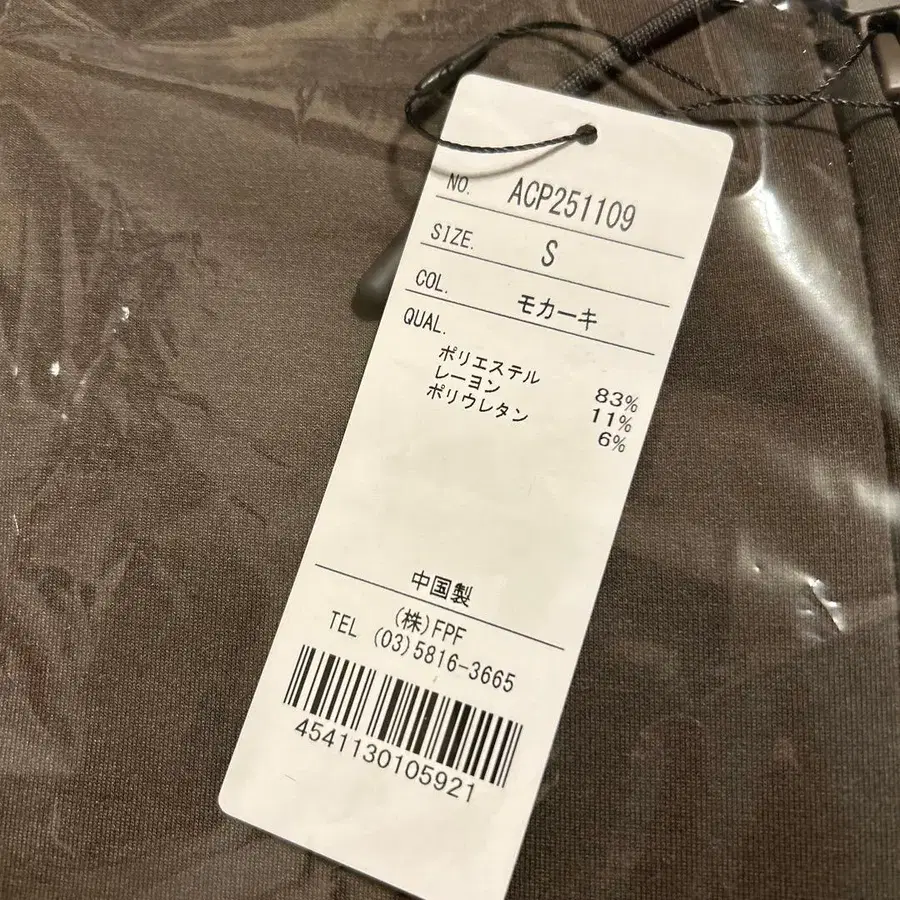 NO. ACP251109
SIZE. S
COL. モカーキ
QUAL.
ポリエステル 83%
レーヨン 11%
ポリウレタン 6%
中国製
(株)FPF
TEL (03)5816-3665
4541130105921